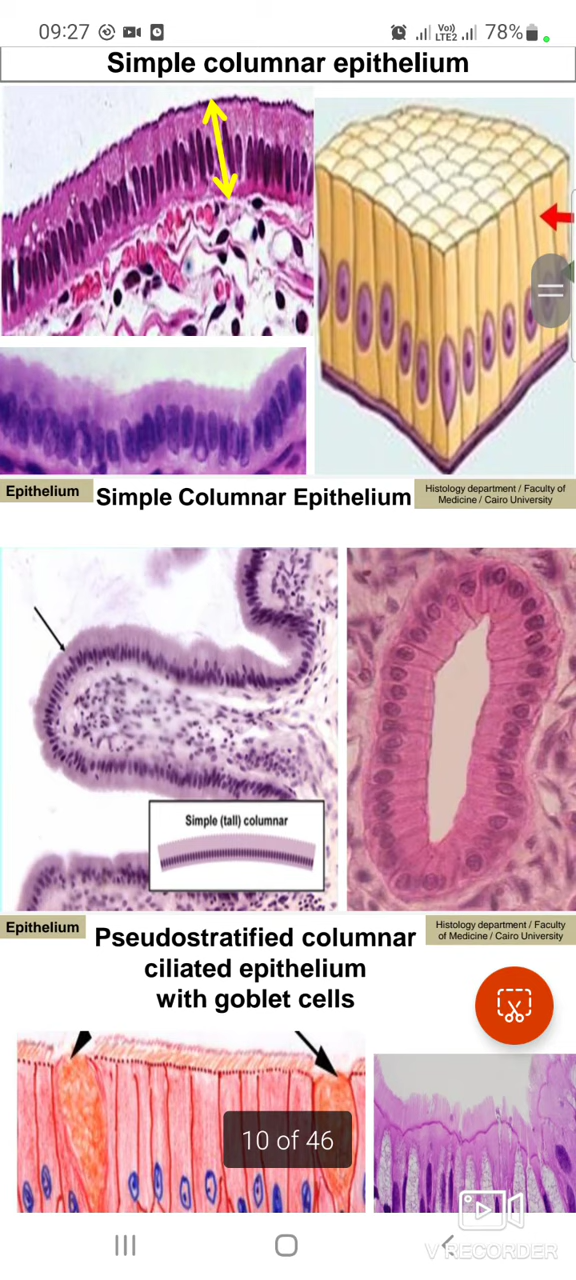 09:27
Vo))
LTE2
78%
Simple columnar epithelium
Epithelium
Simple Columnar Epithelium
Histology department / Faculty of
Medicine / Cairo University
Simple (tall) columnar
Epithelium
Pseudostratified columnar
ciliated epithelium
with goblet cells
Histology department / Faculty
of Medicine / Cairo University
10 of 46
V RECORDER